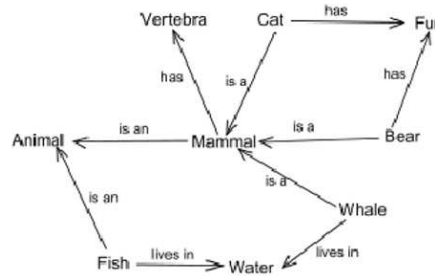 Vertebra
Cat
has
Fur
has
is a
has
Animal
is an
Mammal
is a
Bear
is an
is a
Whale
Fish
lives in
Water
lives in